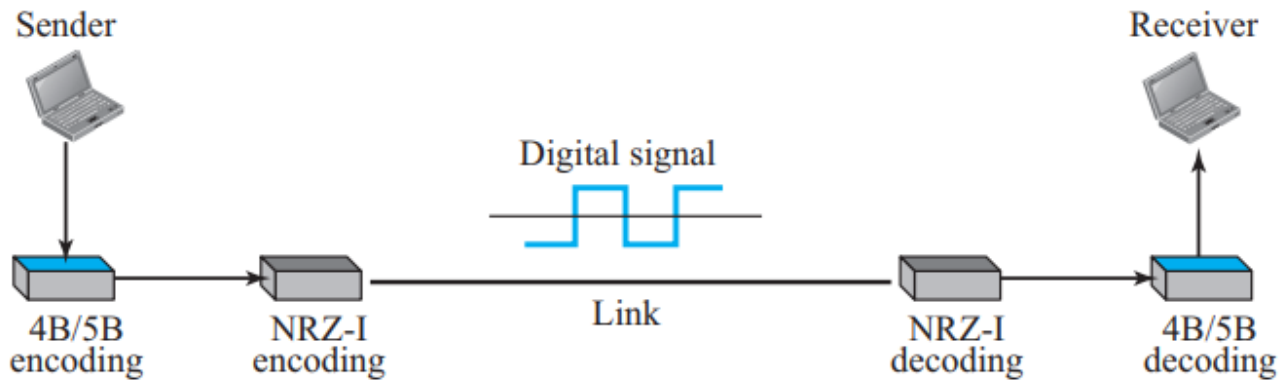 Sender
Receiver
Digital signal
Link
4B/5B
encoding
NRZ-I
encoding
NRZ-I
decoding
4B/5B
decoding